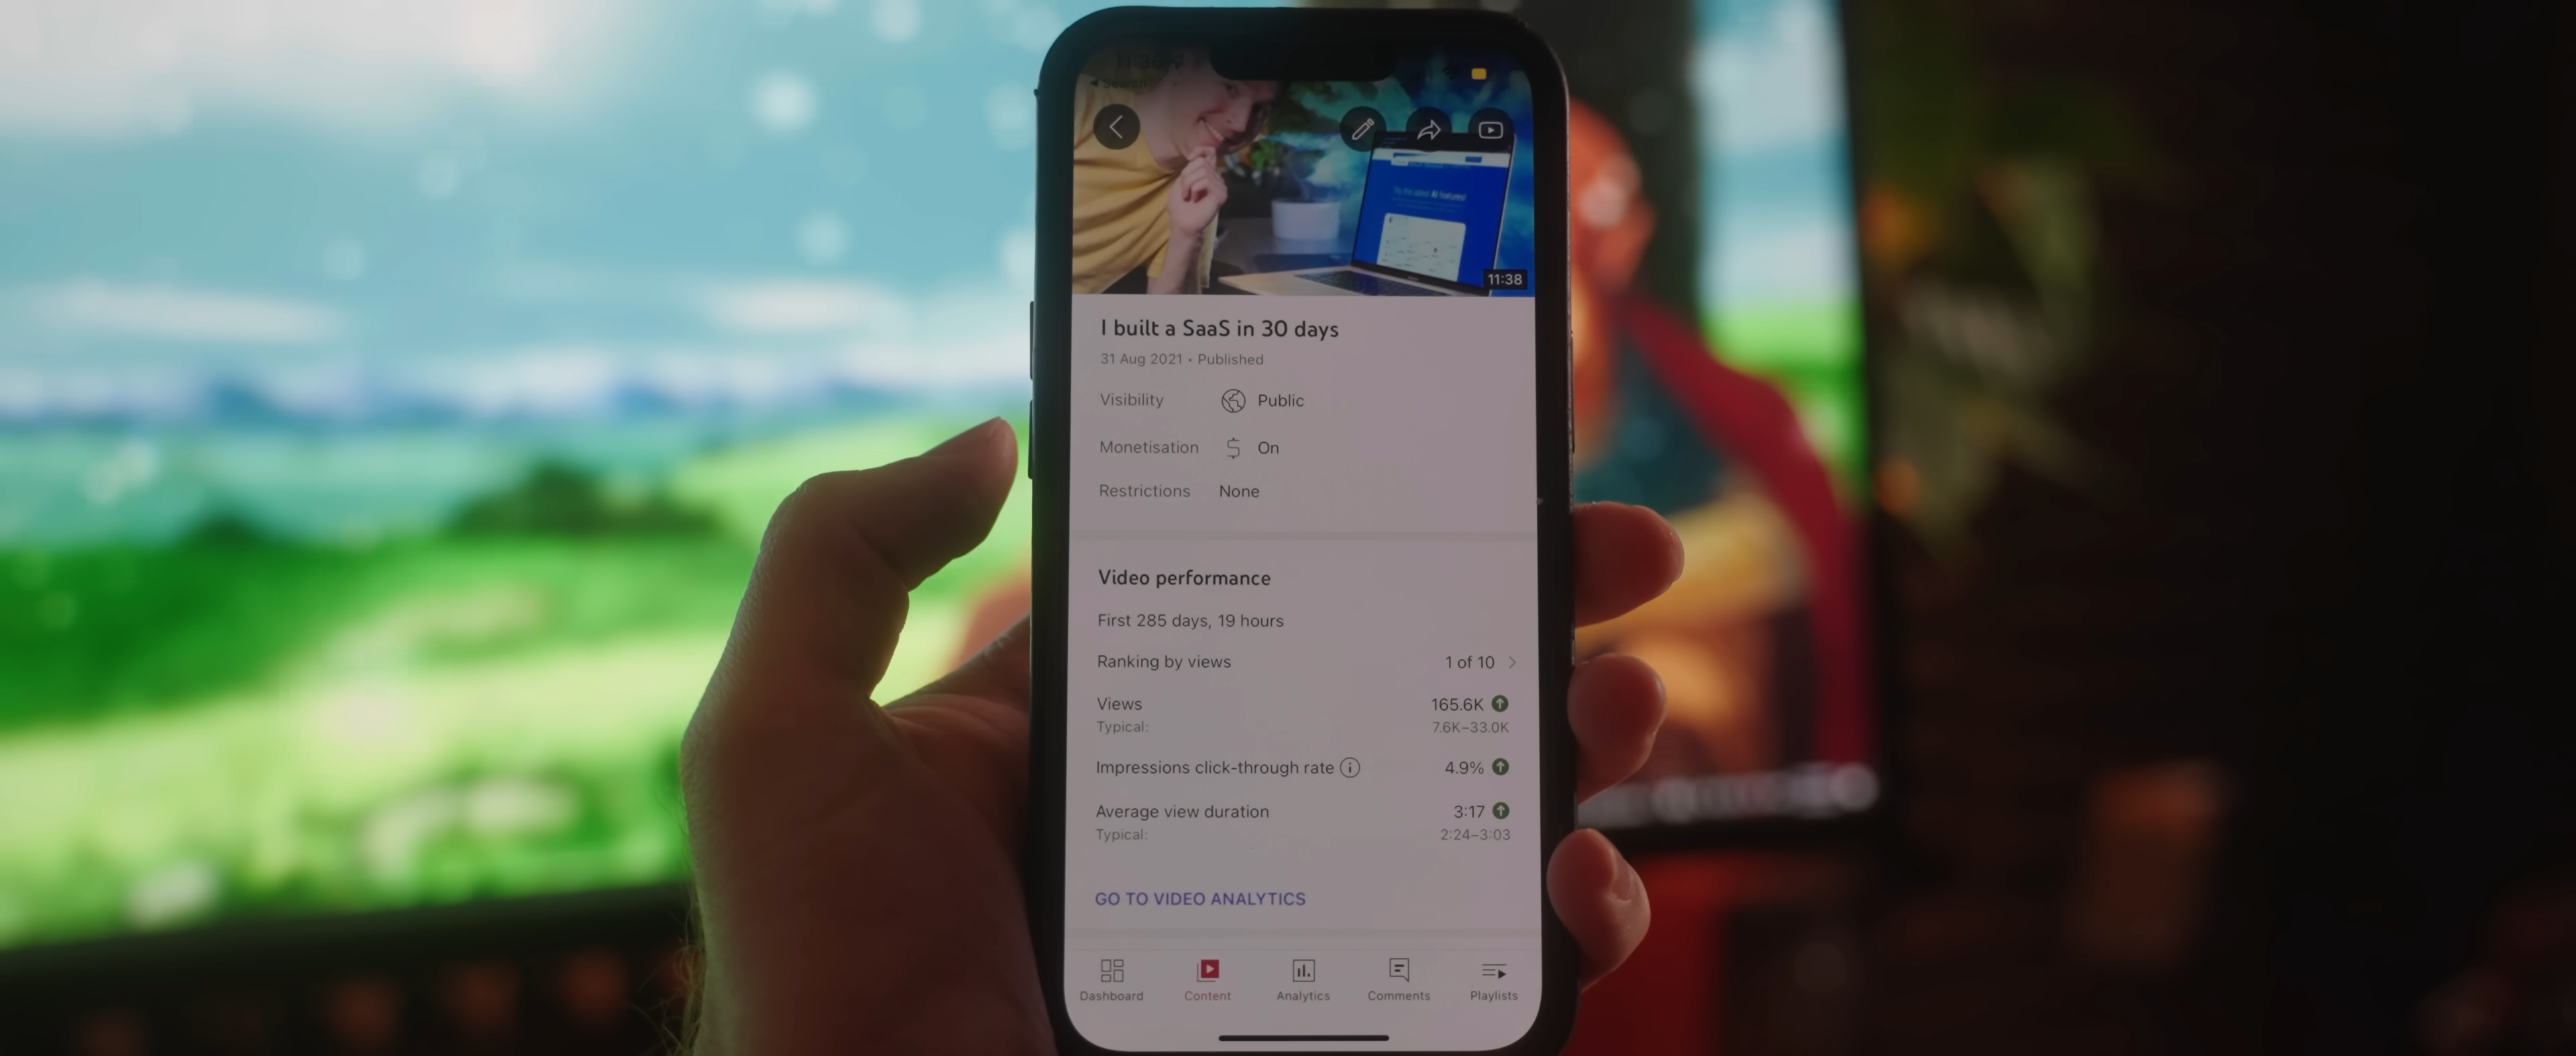 11:38
I built a SaaS in 30 days
31 Aug 2021 • Published
Visibility Public
Monetisation On
Restrictions None
Video performance
First 285 days, 19 hours
Ranking by views 1 of 10
Views 165.6K
Typical: 7.6K–33.0K
Impressions click-through rate 4.9%
Average view duration 3:17
Typical: 2:24–3:03
GO TO VIDEO ANALYTICS
Dashboard Content Analytics Comments Playlists